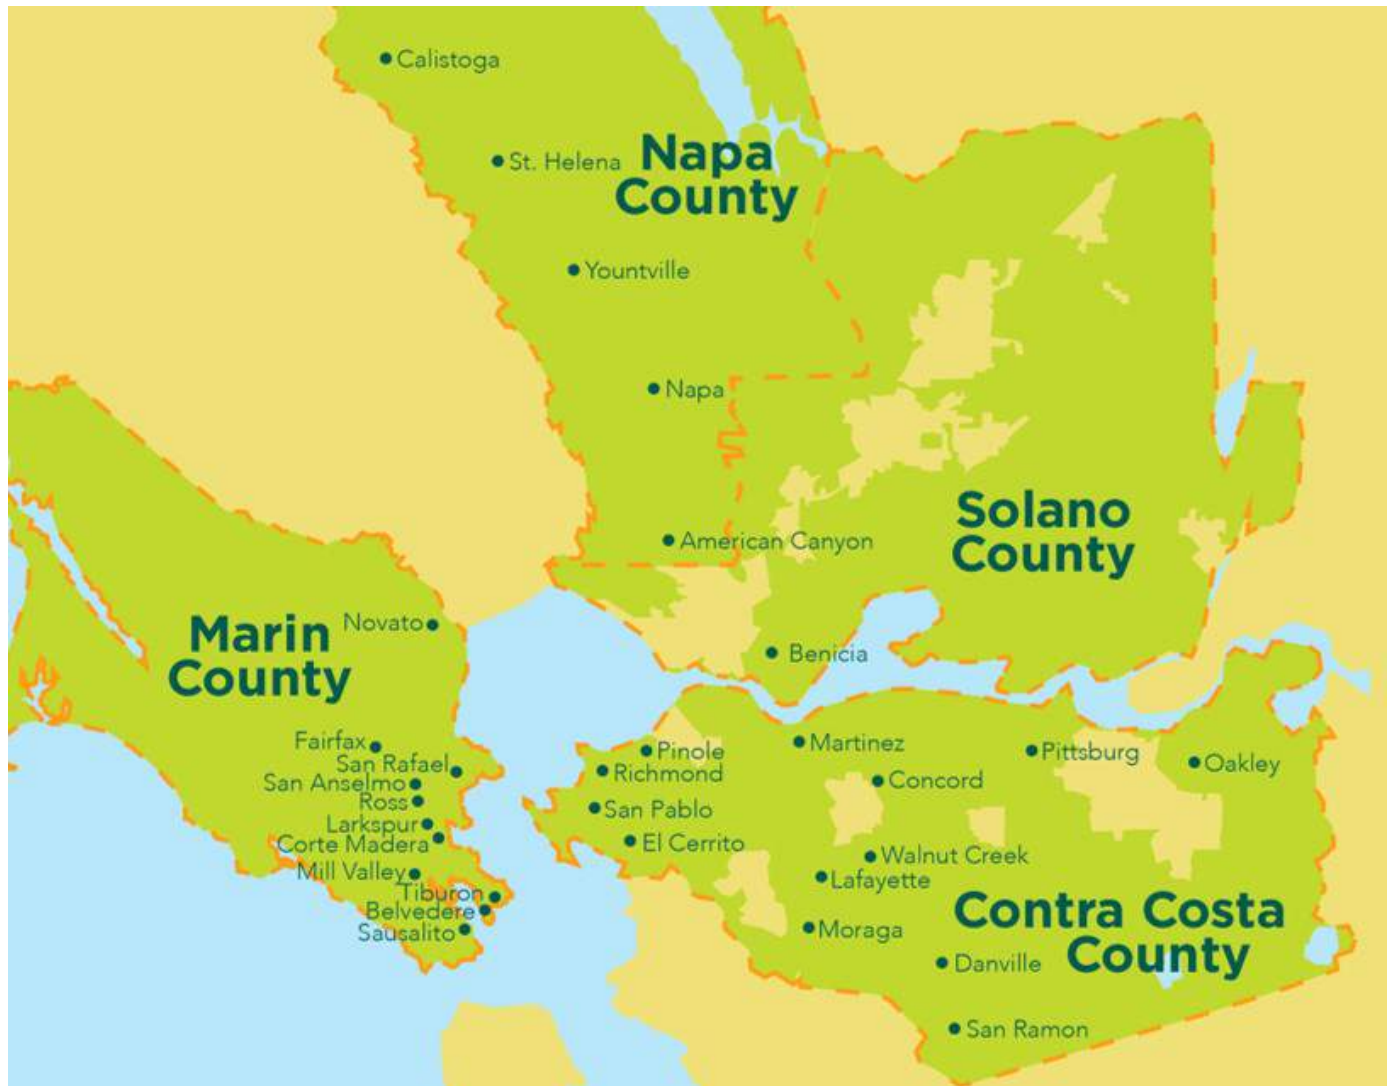 Calistoga
St. Helena
Napa
County
Yountville
Napa
American Canyon
Solano
County
Benicia
Marin
County
Novato
Fairfax
San Rafael
San Anselmo
Ross
Larkspur
Corte Madera
Mill Valley
Tiburon
Belvedere
Sausalito
Pinole
Richmond
San Pablo
El Cerrito
Martinez
Concord
Pittsburg
Oakley
Walnut Creek
Lafayette
Moraga
Contra Costa
County
Danville
San Ramon